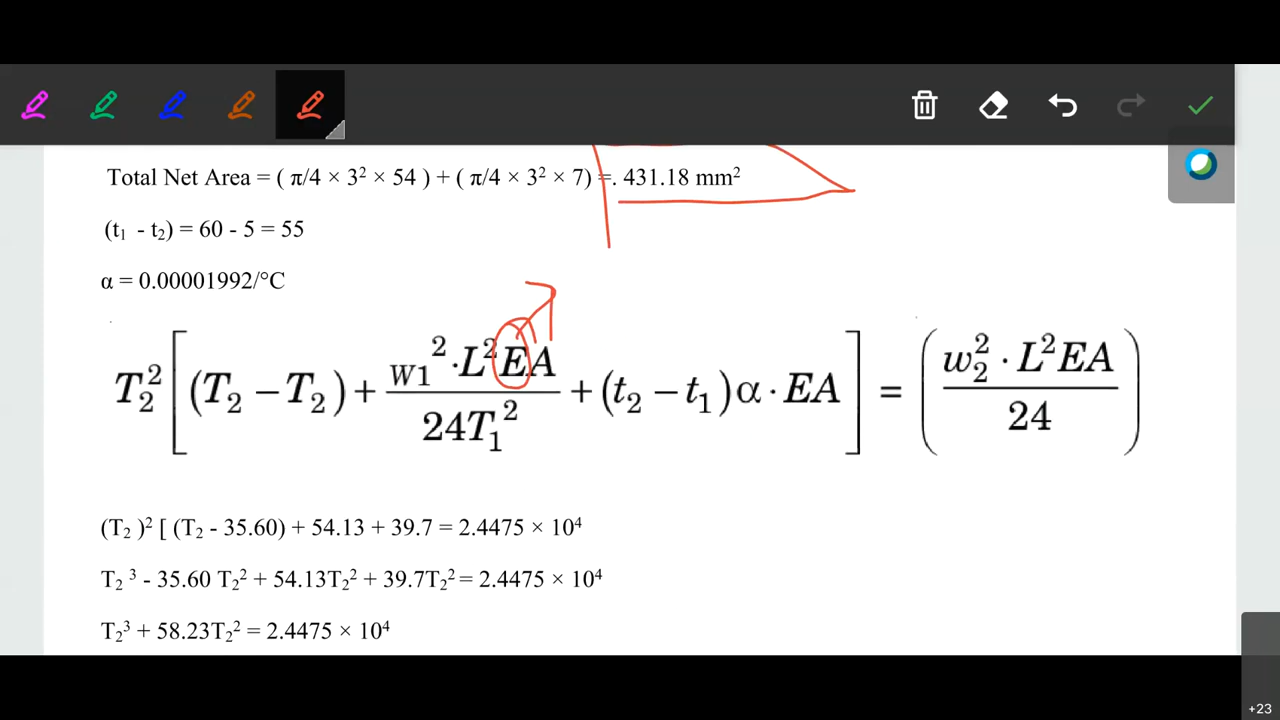 Total Net Area = ( π/4 × 3² × 54 ) + ( π/4 × 3² × 7) =. 431.18 mm²
(t₁ - t₂) = 60 - 5 = 55
α = 0.00001992/°C
T₂² [ (T₂ − T₂) + w₁² · L² EA / 24T₁² + (t₂ − t₁) α · EA ] = ( w₂² · L² EA / 24 )
(T₂ )² [ (T₂ - 35.60) + 54.13 + 39.7 = 2.4475 × 10⁴
T₂ ³ - 35.60 T₂² + 54.13T₂² + 39.7T₂² = 2.4475 × 10⁴
T₂³ + 58.23T₂² = 2.4475 × 10⁴
+23